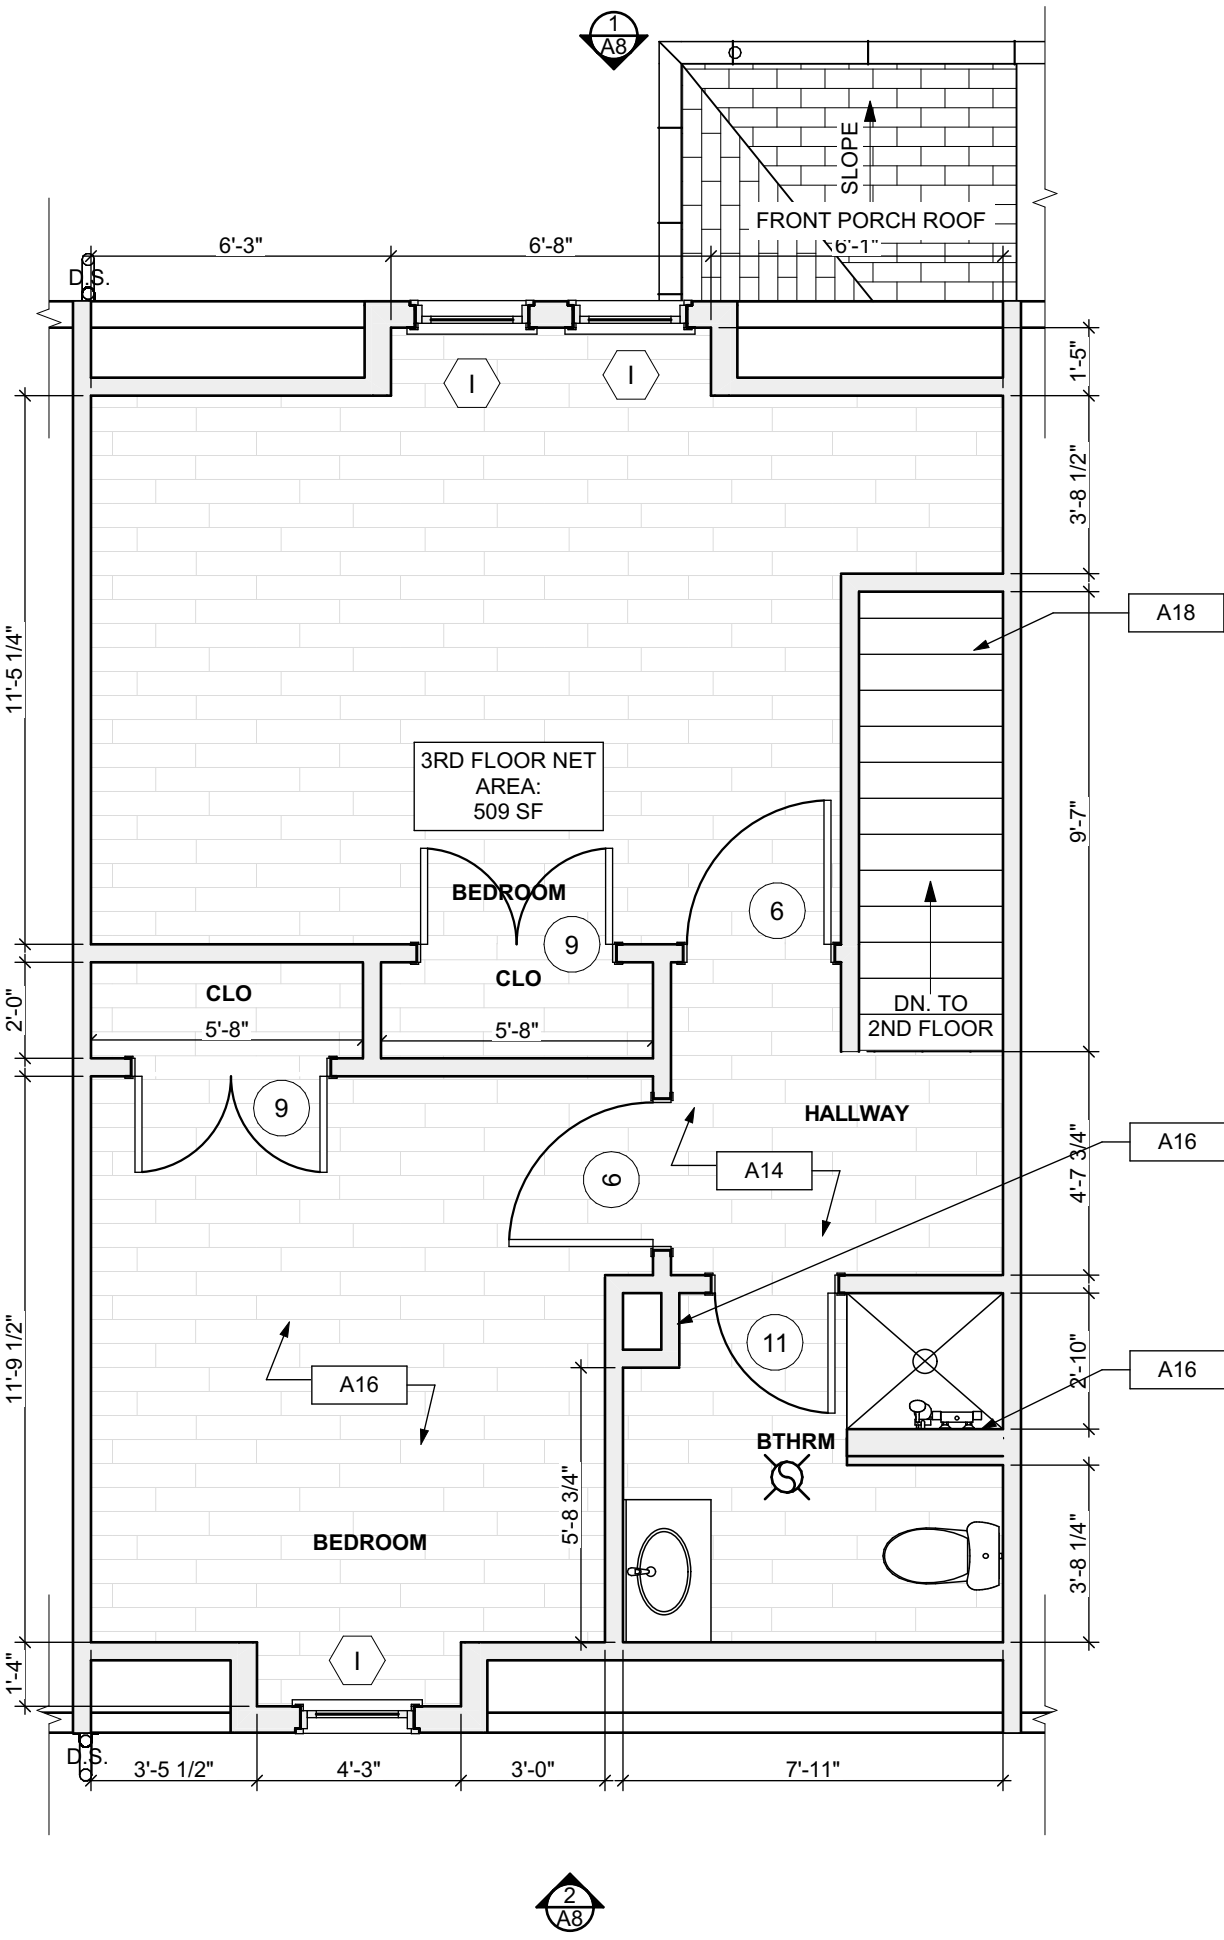 1
A8
SLOPE
FRONT PORCH ROOF
6'-3"
6'-8"
6'-1"
D.S.
I
I
1'-5"
3'-8 1/2"
A18
11'-5 1/4"
3RD FLOOR NET
AREA:
509 SF
9'-7"
BEDROOM
6
9
CLO
CLO
DN. TO
2ND FLOOR
2'-0"
5'-8"
5'-8"
9
HALLWAY
A16
6
A14
4'-7 3/4"
11'-9 1/2"
11
A16
A16
2'-10"
BTHRM
5'-8 3/4"
BEDROOM
3'-8 1/4"
I
1'-4"
D.S.
3'-5 1/2"
4'-3"
3'-0"
7'-11"
2
A8